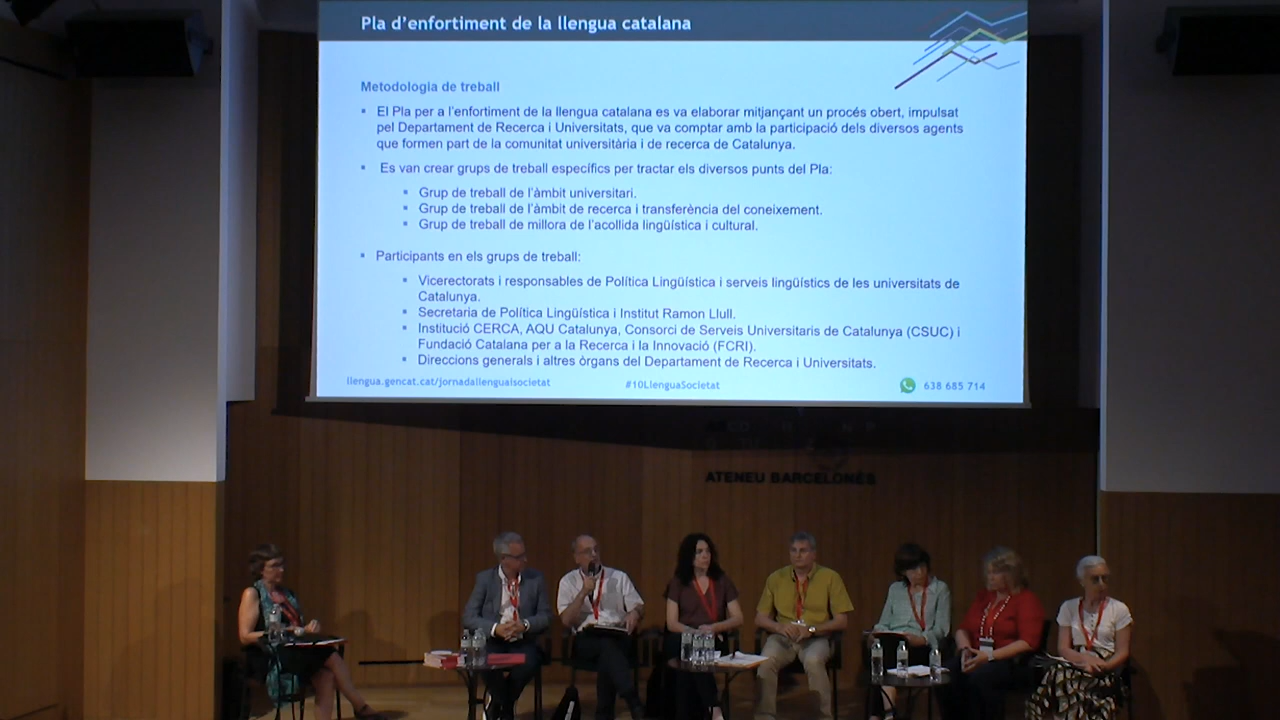 Pla d'enfortiment de la llengua catalana
Metodologia de treball
▪ El Pla per a l'enfortiment de la llengua catalana es va elaborar mitjançant un procés obert, impulsat
pel Departament de Recerca i Universitats, que va comptar amb la participació dels diversos agents
que formen part de la comunitat universitària i de recerca de Catalunya.
▪ Es van crear grups de treball específics per tractar els diversos punts del Pla:
▪ Grup de treball de l'àmbit universitari.
▪ Grup de treball de l'àmbit de recerca i transferència del coneixement.
▪ Grup de treball de millora de l'acollida lingüística i cultural.
▪ Participants en els grups de treball:
▪ Vicerectorats i responsables de Política Lingüística i serveis lingüístics de les universitats de
Catalunya.
▪ Secretaria de Política Lingüística i Institut Ramon Llull.
▪ Institució CERCA, AQU Catalunya, Consorci de Serveis Universitaris de Catalunya (CSUC) i
Fundació Catalana per a la Recerca i la Innovació (FCRI).
▪ Direccions generals i altres òrgans del Departament de Recerca i Universitats.
llengua.gencat.cat/jornadallenguaisocietat #10LlenguaSocietat 638 685 714
ATENEU BARCELONÈS